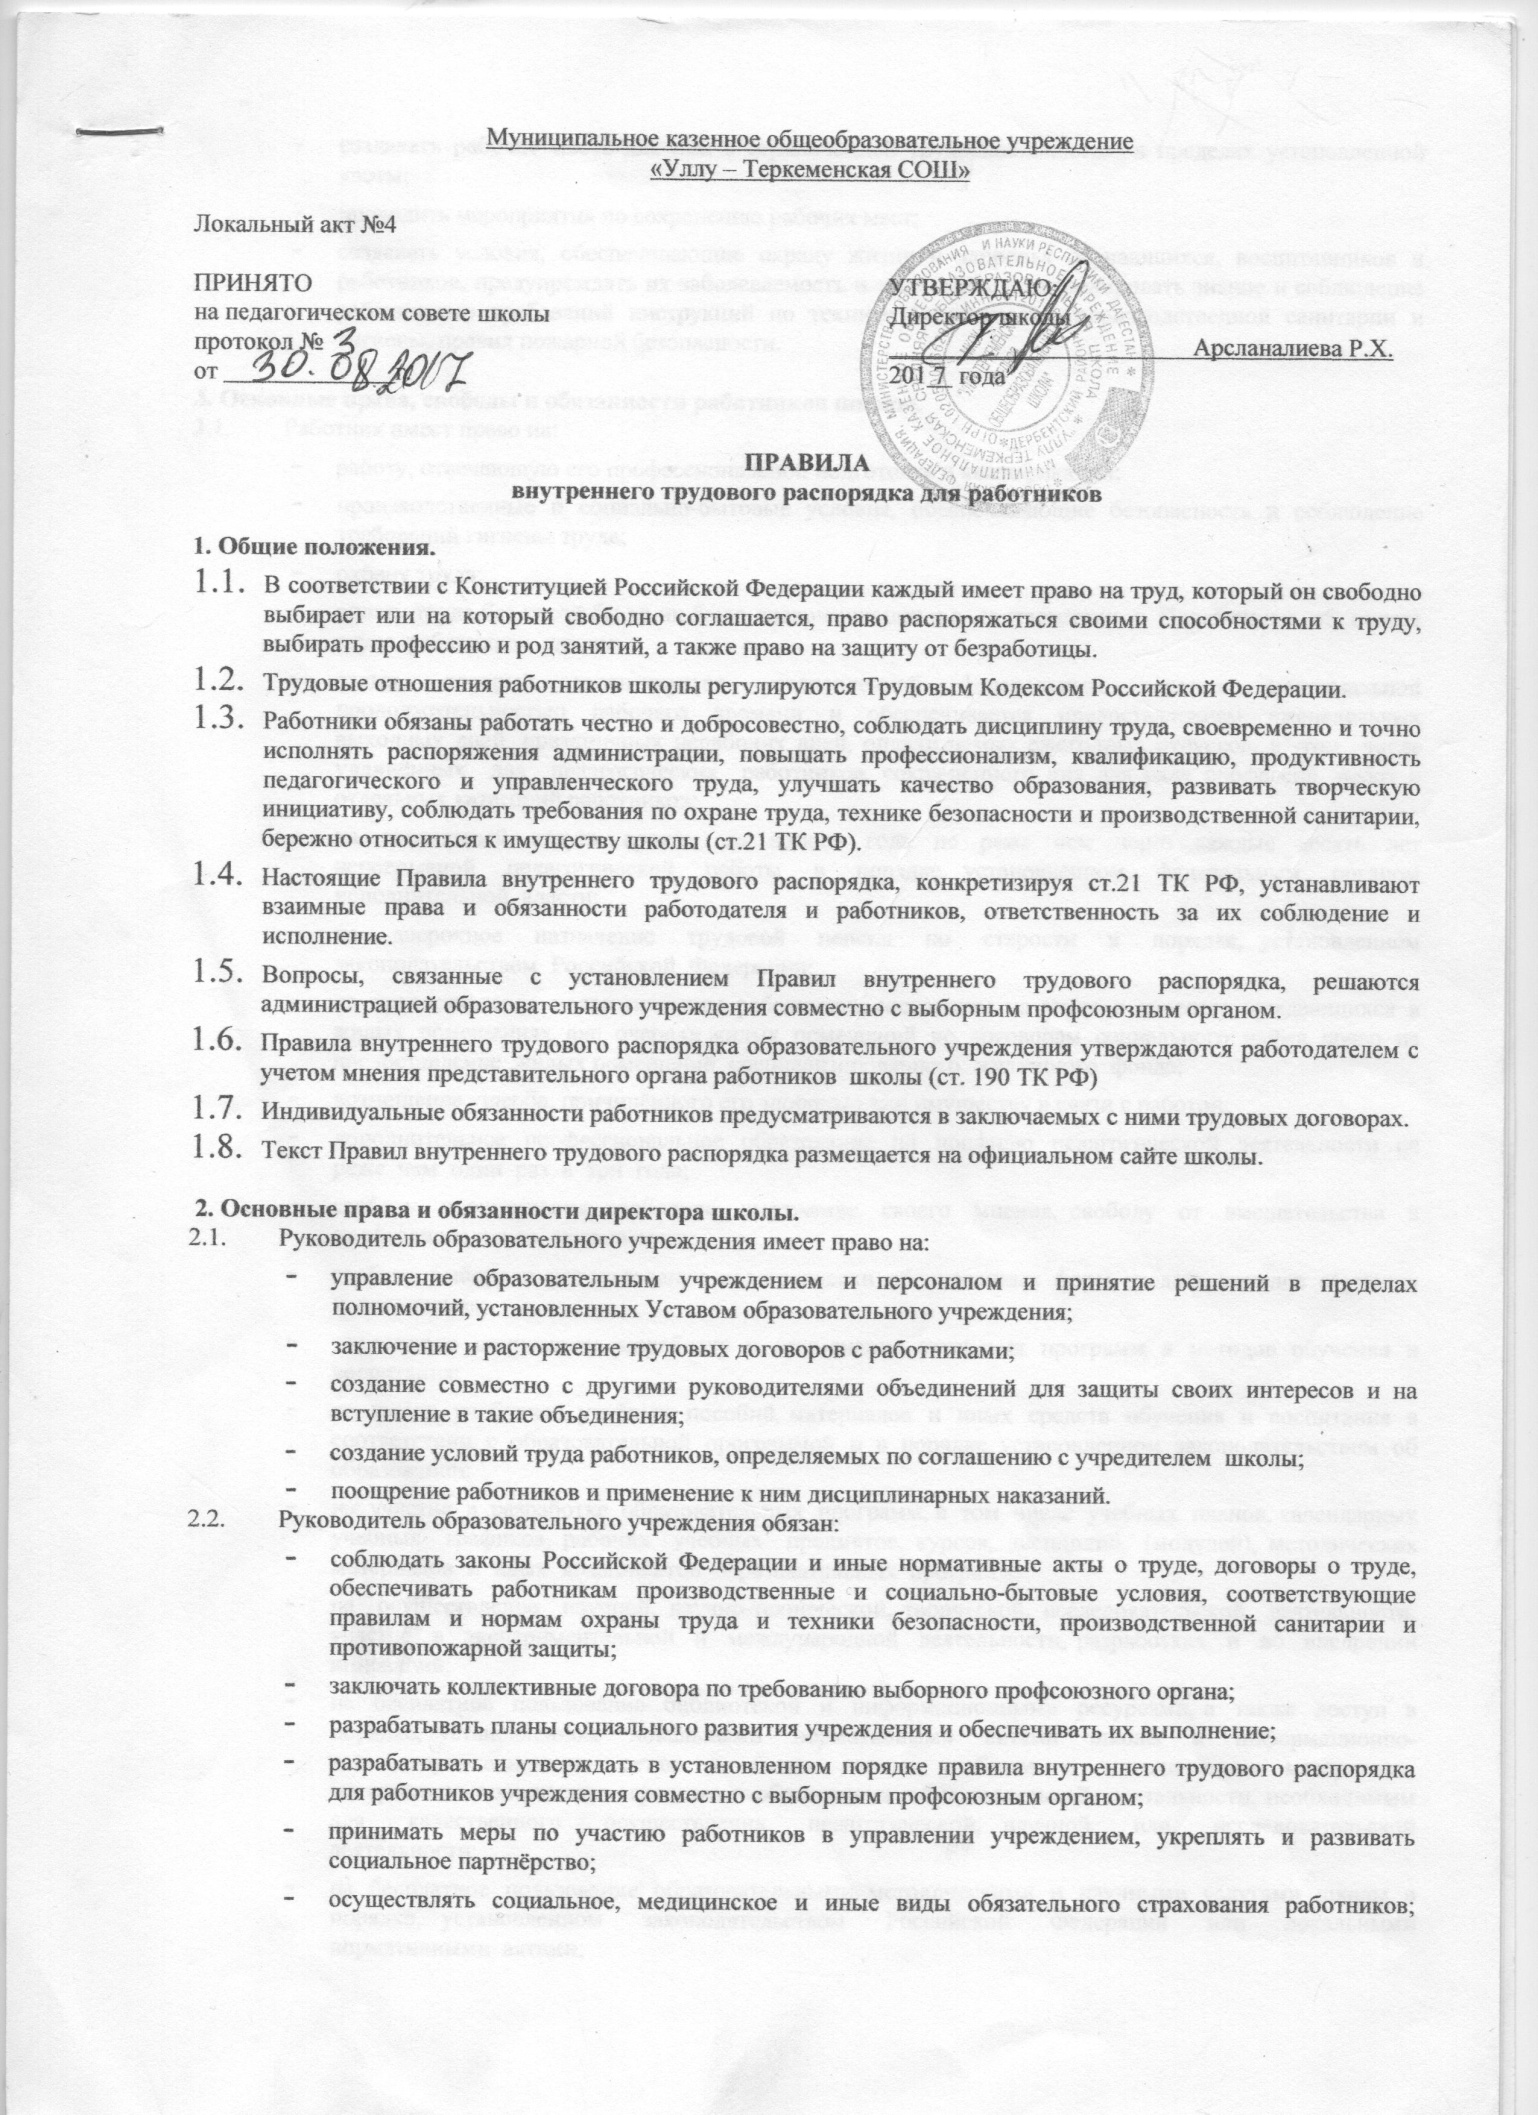 Муниципальное казенное общеобразовательное учреждение
«Уллу – Теркеменская СОШ»
Локальный акт №4
ПРИНЯТО
на педагогическом совете школы
протокол № 3
от 30.08.2017
УТВЕРЖДАЮ:
Директор школы
Арсланалиева Р.Х.
2017 года
ПРАВИЛА
внутреннего трудового распорядка для работников
1. Общие положения.
1.1. В соответствии с Конституцией Российской Федерации каждый имеет право на труд, который он свободно
выбирает или на который свободно соглашается, право распоряжаться своими способностями к труду,
выбирать профессию и род занятий, а также право на защиту от безработицы.
1.2. Трудовые отношения работников школы регулируются Трудовым Кодексом Российской Федерации.
1.3. Работники обязаны работать честно и добросовестно, соблюдать дисциплину труда, своевременно и точно
исполнять распоряжения администрации, повышать профессионализм, квалификацию, продуктивность
педагогического и управленческого труда, улучшать качество образования, развивать творческую
инициативу, соблюдать требования по охране труда, технике безопасности и производственной санитарии,
бережно относиться к имуществу школы (ст.21 ТК РФ).
1.4. Настоящие Правила внутреннего трудового распорядка, конкретизируя ст.21 ТК РФ, устанавливают
взаимные права и обязанности работодателя и работников, ответственность за их соблюдение и
исполнение.
1.5. Вопросы, связанные с установлением Правил внутреннего трудового распорядка, решаются
администрацией образовательного учреждения совместно с выборным профсоюзным органом.
1.6. Правила внутреннего трудового распорядка образовательного учреждения утверждаются работодателем с
учетом мнения представительного органа работников школы (ст. 190 ТК РФ)
1.7. Индивидуальные обязанности работников предусматриваются в заключаемых с ними трудовых договорах.
1.8. Текст Правил внутреннего трудового распорядка размещается на официальном сайте школы.
2. Основные права и обязанности директора школы.
2.1. Руководитель образовательного учреждения имеет право на:
- управление образовательным учреждением и персоналом и принятие решений в пределах
полномочий, установленных Уставом образовательного учреждения;
- заключение и расторжение трудовых договоров с работниками;
- создание совместно с другими руководителями объединений для защиты своих интересов и на
вступление в такие объединения;
- создание условий труда работников, определяемых по соглашению с учредителем школы;
- поощрение работников и применение к ним дисциплинарных наказаний.
2.2. Руководитель образовательного учреждения обязан:
- соблюдать законы Российской Федерации и иные нормативные акты о труде, договоры о труде,
обеспечивать работникам производственные и социально-бытовые условия, соответствующие
правилам и нормам охраны труда и техники безопасности, производственной санитарии и
противопожарной защиты;
- заключать коллективные договора по требованию выборного профсоюзного органа;
- разрабатывать планы социального развития учреждения и обеспечивать их выполнение;
- разрабатывать и утверждать в установленном порядке правила внутреннего трудового распорядка
для работников учреждения совместно с выборным профсоюзным органом;
- принимать меры по участию работников в управлении учреждением, укреплять и развивать
социальное партнёрство;
- осуществлять социальное, медицинское и иные виды обязательного страхования работников;